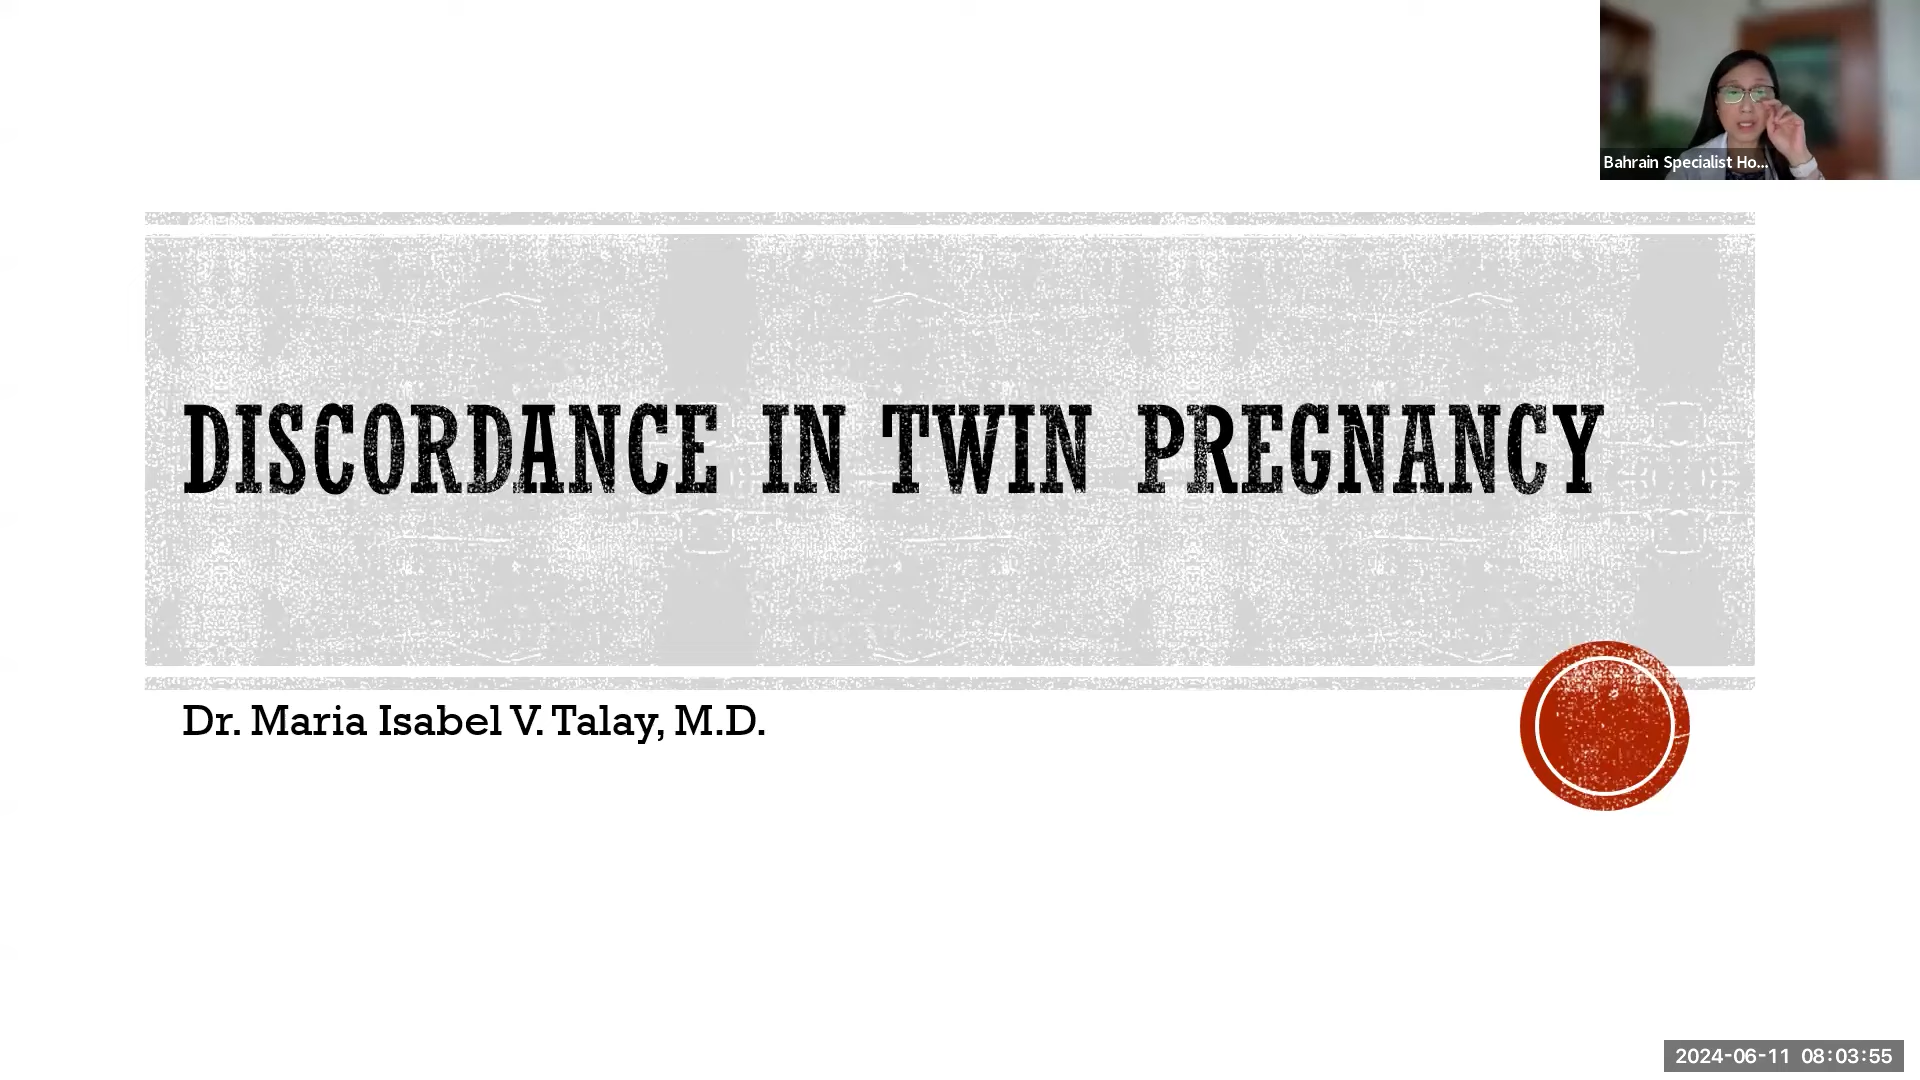 Bahrain Specialist Ho...
DISCORDANCE IN TWIN PREGNANCY
Dr. Maria Isabel V. Talay, M.D.
2024-06-11 08:03:55